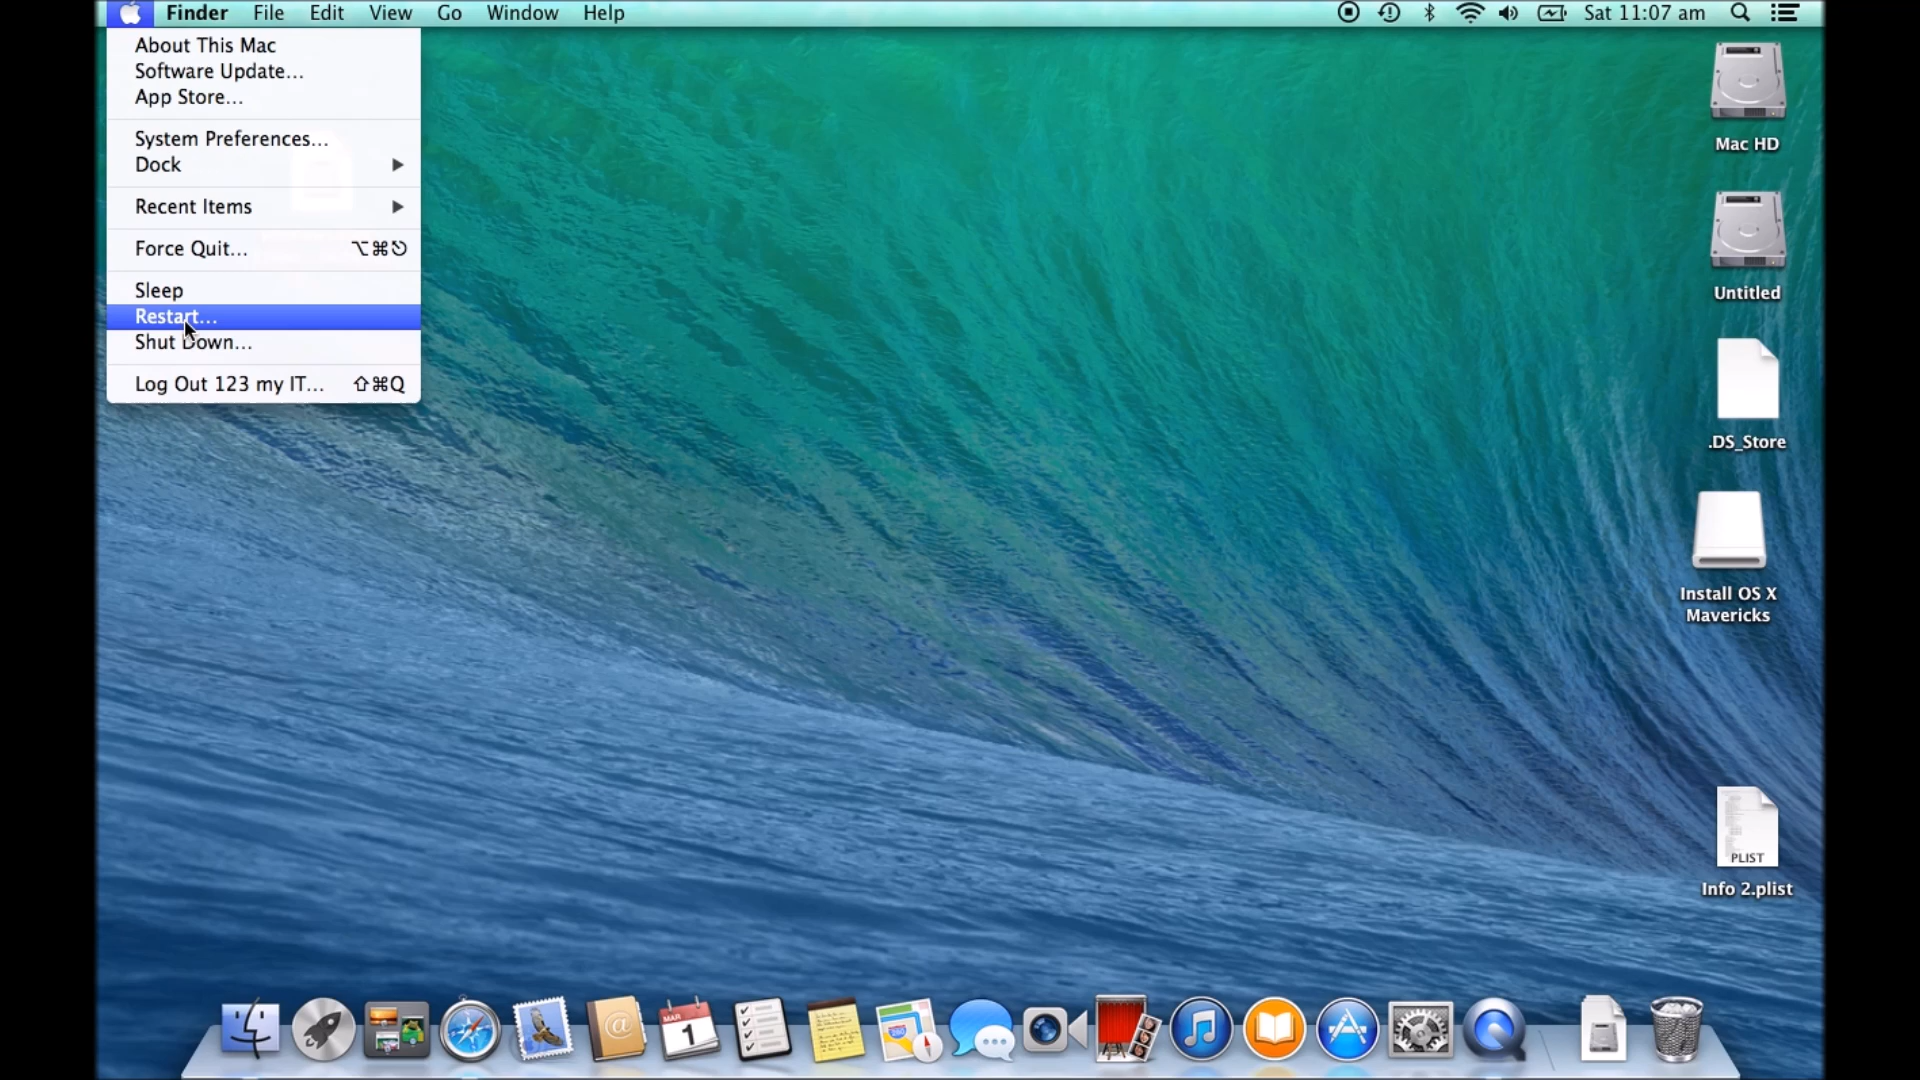 Finder File Edit View Go Window Help Sat 11:07 am
About This Mac
Software Update...
App Store...
System Preferences...
Dock
Recent Items
Force Quit... ⌥⌘⎋
Sleep
Restart...
Shut Down...
Log Out 123 my IT... ⇧⌘Q
Mac HD
Untitled
.DS_Store
Install OS X
Mavericks
PLIST
Info 2.plist
MAR
1